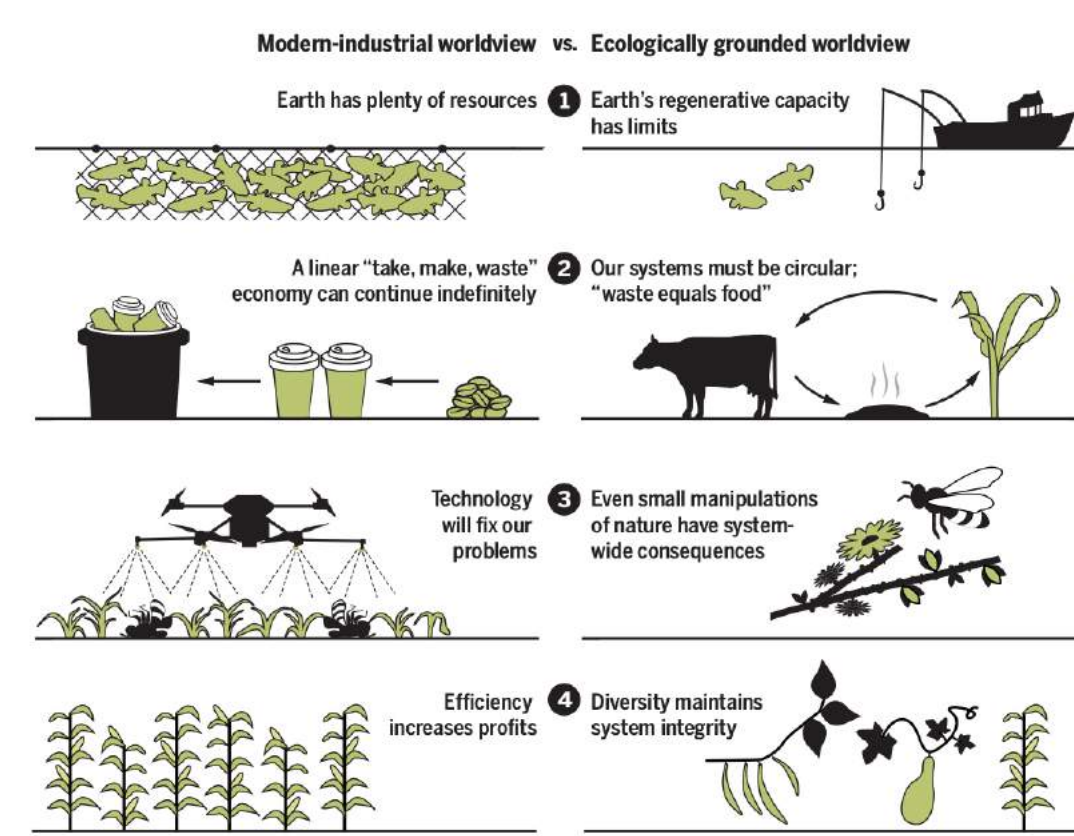 Modern-industrial worldview vs. Ecologically grounded worldview
Earth has plenty of resources 1 Earth's regenerative capacity
has limits
A linear “take, make, waste”
economy can continue indefinitely
2 Our systems must be circular;
“waste equals food”
Technology
will fix our
problems
3 Even small manipulations
of nature have system-
wide consequences
Efficiency
increases profits
4 Diversity maintains
system integrity